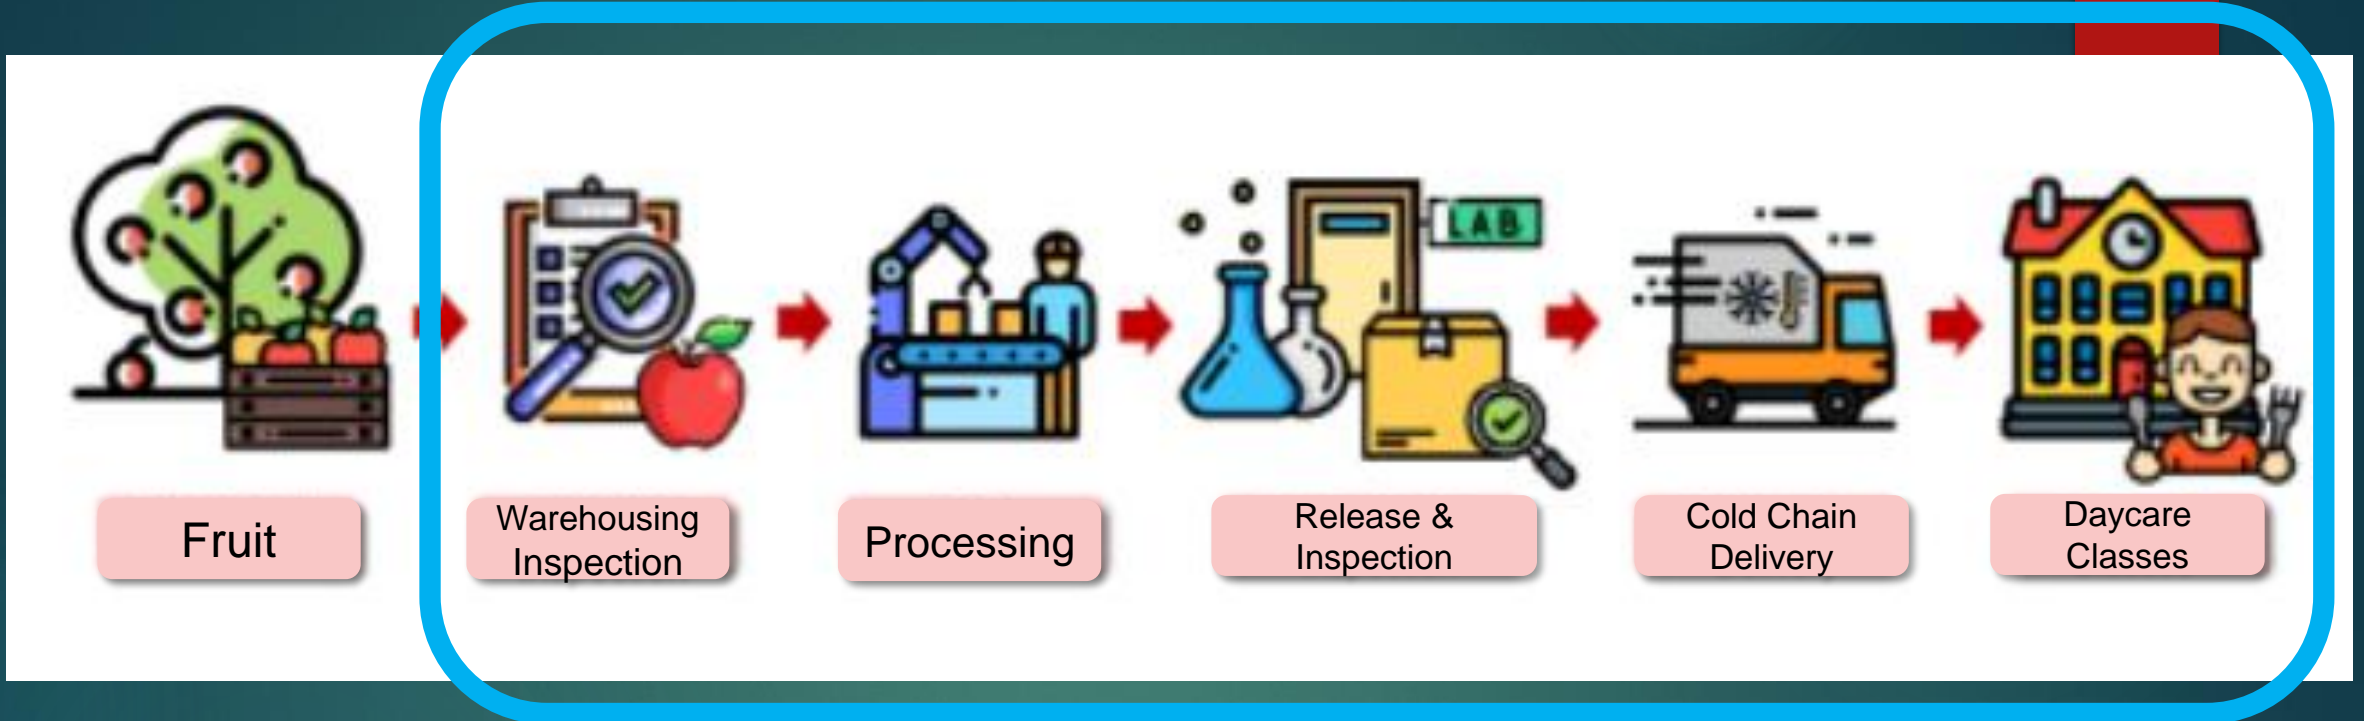 LAB
Fruit
Warehousing
Inspection
Processing
Release &
Inspection
Cold Chain
Delivery
Daycare
Classes